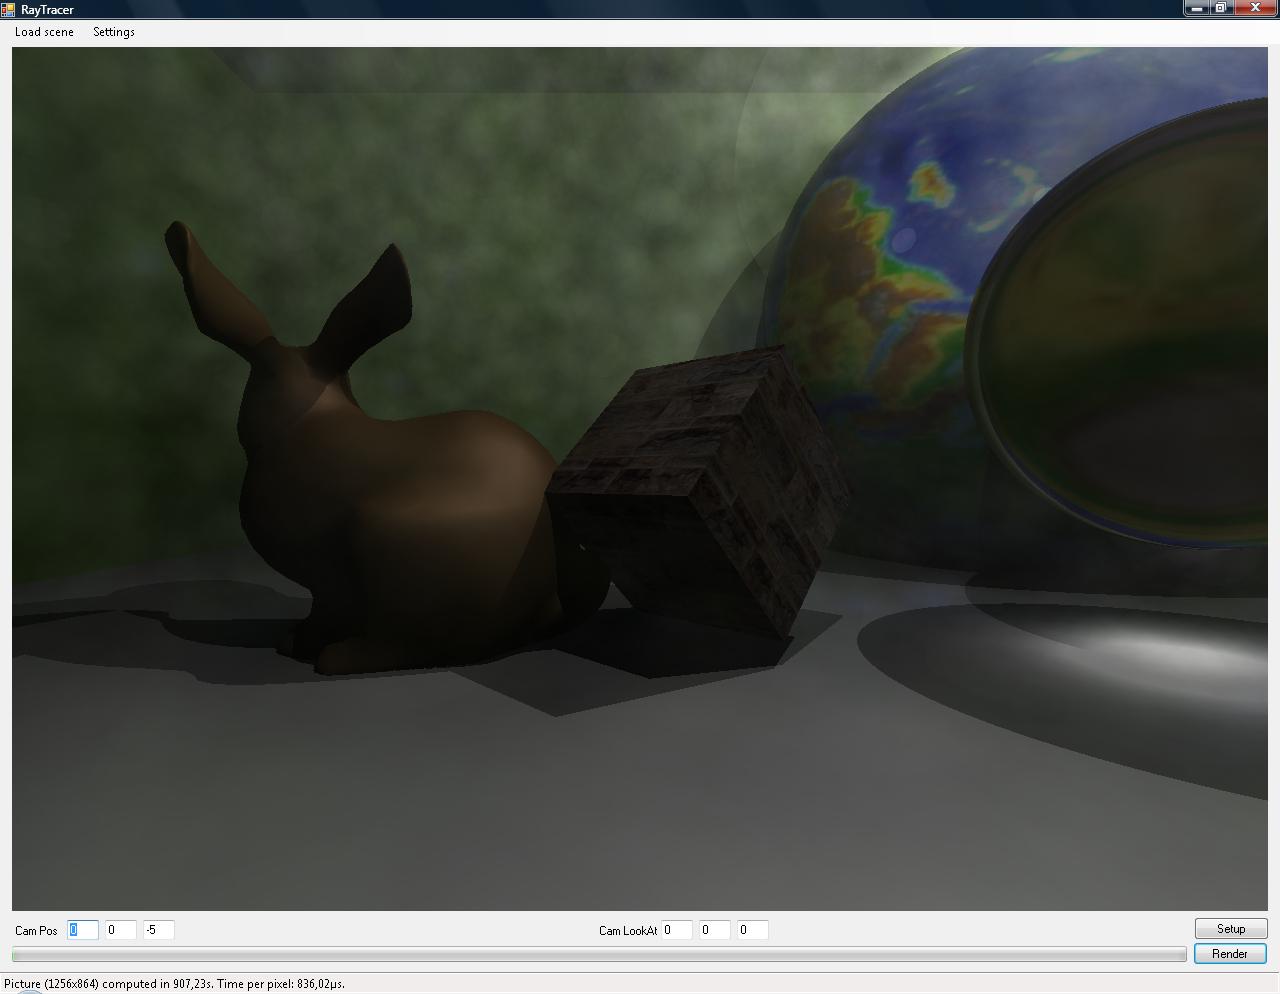 RayTracer
Load scene Settings
Cam Pos 0 0 -5 Cam LookAt 0 0 0 Setup
Render
Picture (1256x864) computed in 907,23s. Time per pixel: 836,02µs.